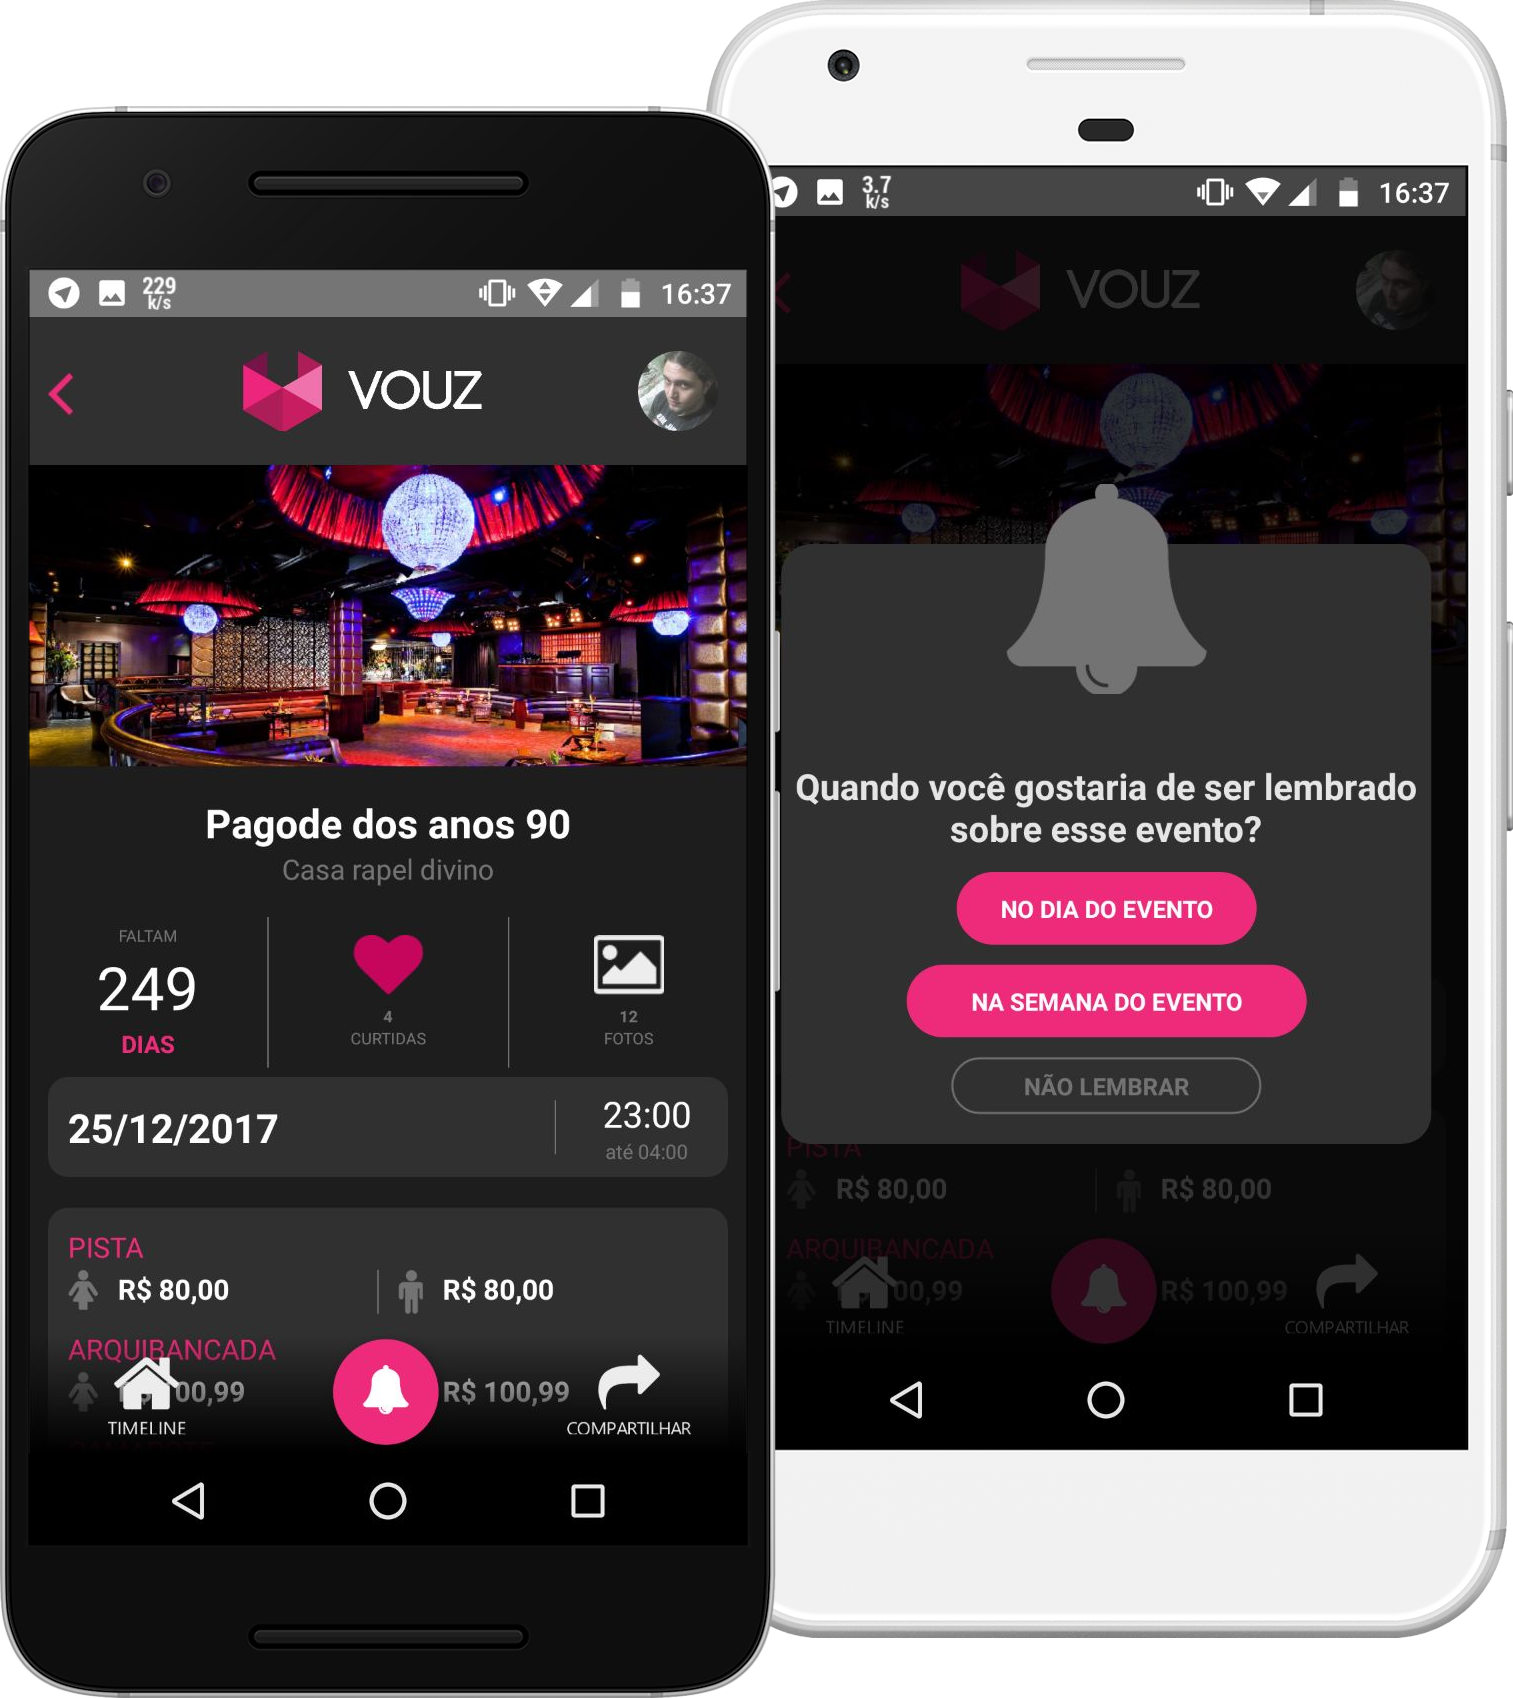 229
k/s
16:37
VOUZ
Pagode dos anos 90
Casa rapel divino
FALTAM
249
DIAS
4
CURTIDAS
12
FOTOS
25/12/2017
23:00
até 04:00
PISTA
R$ 80,00
R$ 80,00
ARQUIBANCADA
00,99
R$ 100,99
TIMELINE
COMPARTILHAR
3.7
k/s
16:37
VOUZ
Quando você gostaria de ser lembrado
sobre esse evento?
NO DIA DO EVENTO
NA SEMANA DO EVENTO
NÃO LEMBRAR
PISTA
R$ 80,00
R$ 80,00
ARQUIBANCADA
00,99
R$ 100,99
TIMELINE
COMPARTILHAR